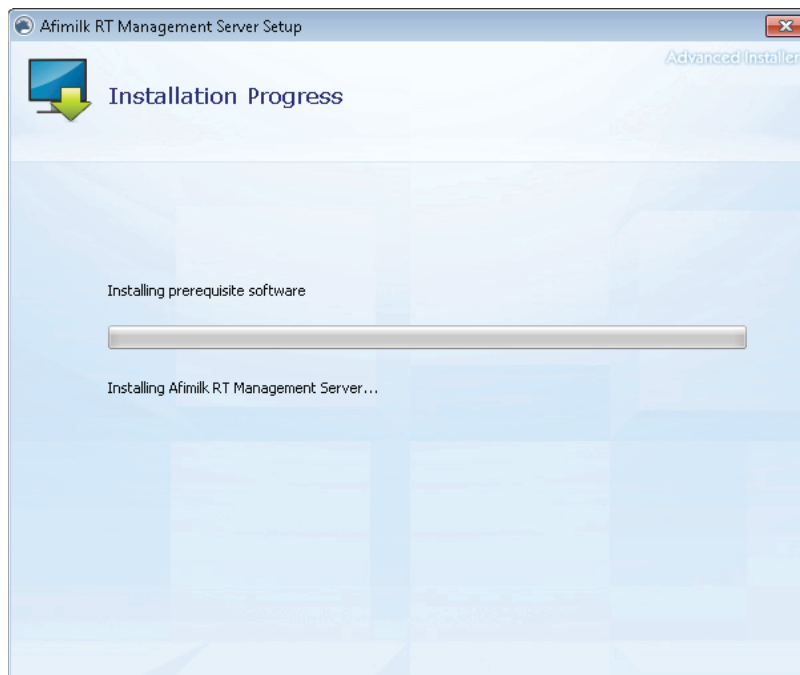 Afimilk RT Management Server Setup
Advanced Installer
Installation Progress
Installing prerequisite software
Installing Afimilk RT Management Server...